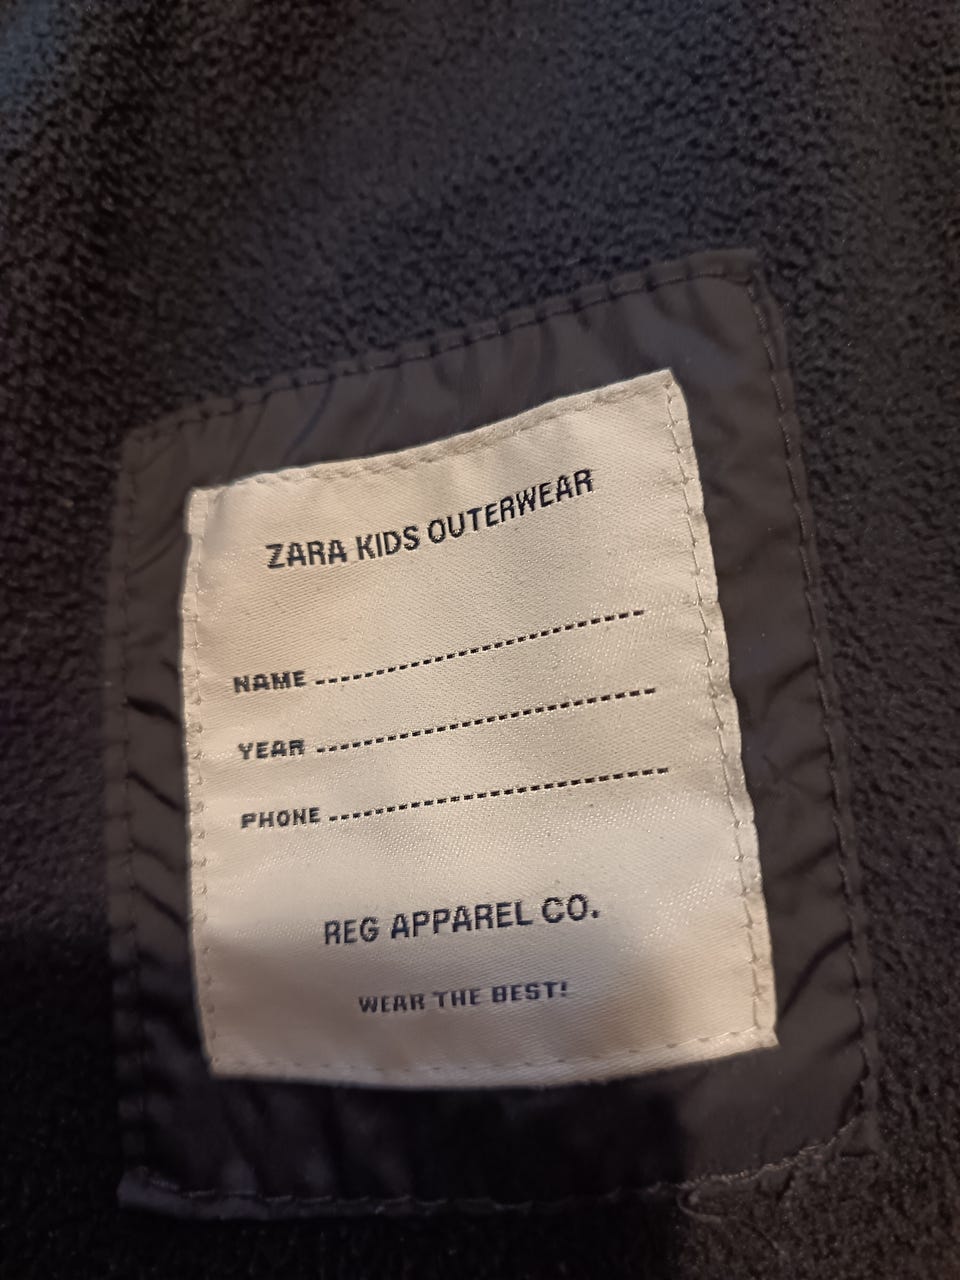 ZARA KIDS OUTERWEAR
NAME
YEAR
PHONE
REG APPAREL CO.
WEAR THE BEST!